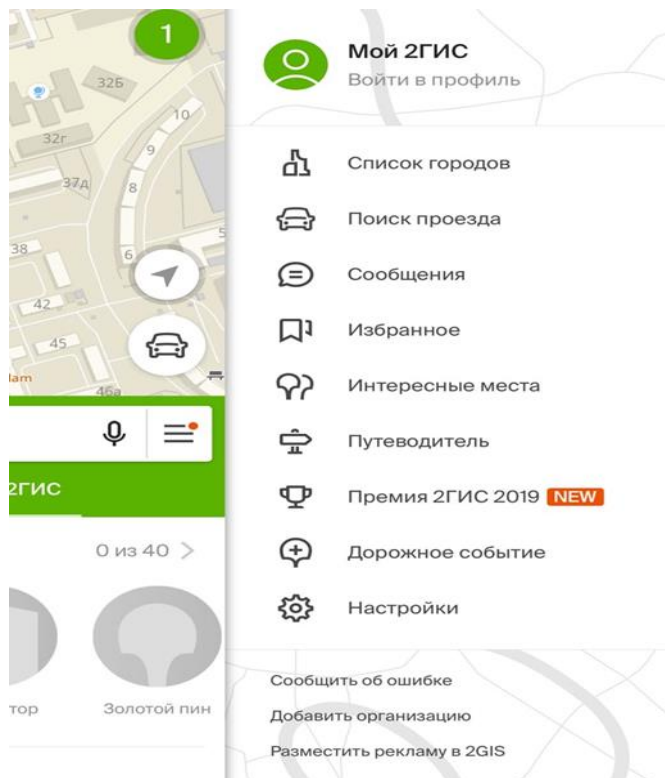 1
32Б
10
32г
9
37д
8
38
6
42
45
46а
2ГИС
0 из 40
Золотой пин
Мой 2ГИС
Войти в профиль
Список городов
Поиск проезда
Сообщения
Избранное
Интересные места
Путеводитель
Премия 2ГИС 2019 NEW
Дорожное событие
Настройки
Сообщить об ошибке
Добавить организацию
Разместить рекламу в 2GIS